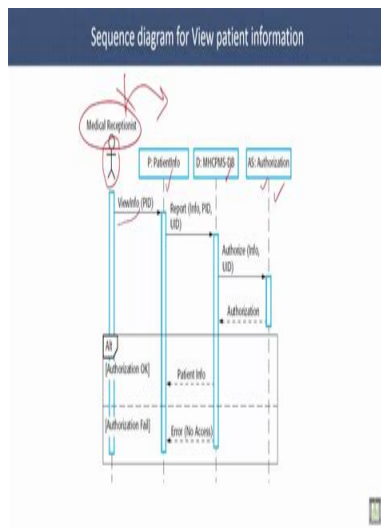 Sequence diagram for View patient information
Medical Receptionist
P: PatientInfo
D: MHCPMS-DB
AS: Authorization
ViewInfo (PID)
Report (Info, PID,
UID)
Authorize (Info,
UID)
Authorization
Alt
[Authorization OK]
Patient Info
[Authorization Fail]
Error (No Access)